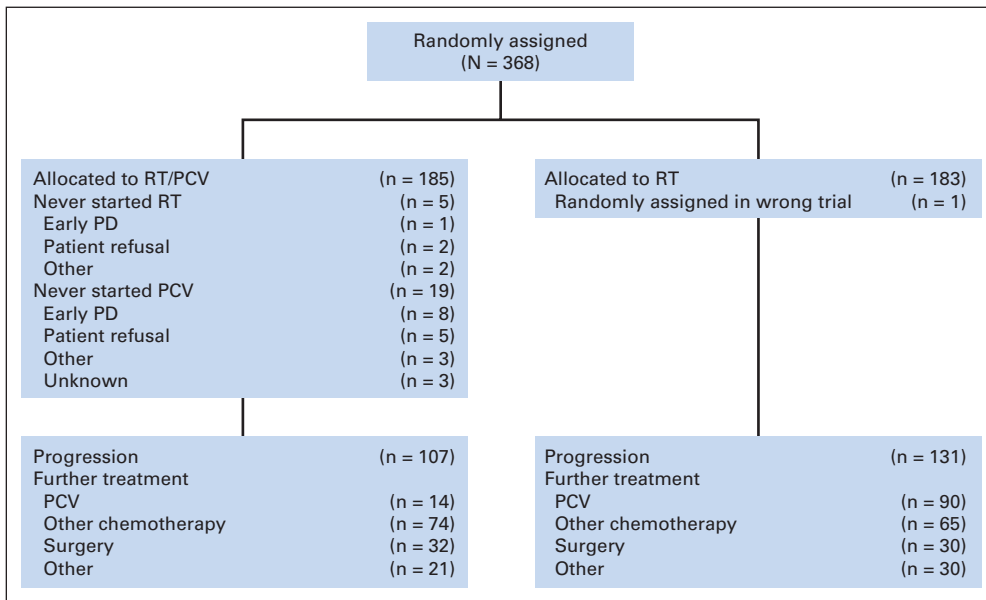 Randomly assigned
(N = 368)
Allocated to RT/PCV (n = 185)
Never started RT (n = 5)
Early PD (n = 1)
Patient refusal (n = 2)
Other (n = 2)
Never started PCV (n = 19)
Early PD (n = 8)
Patient refusal (n = 5)
Other (n = 3)
Unknown (n = 3)
Allocated to RT (n = 183)
Randomly assigned in wrong trial (n = 1)
Progression (n = 107)
Further treatment
PCV (n = 14)
Other chemotherapy (n = 74)
Surgery (n = 32)
Other (n = 21)
Progression (n = 131)
Further treatment
PCV (n = 90)
Other chemotherapy (n = 65)
Surgery (n = 30)
Other (n = 30)